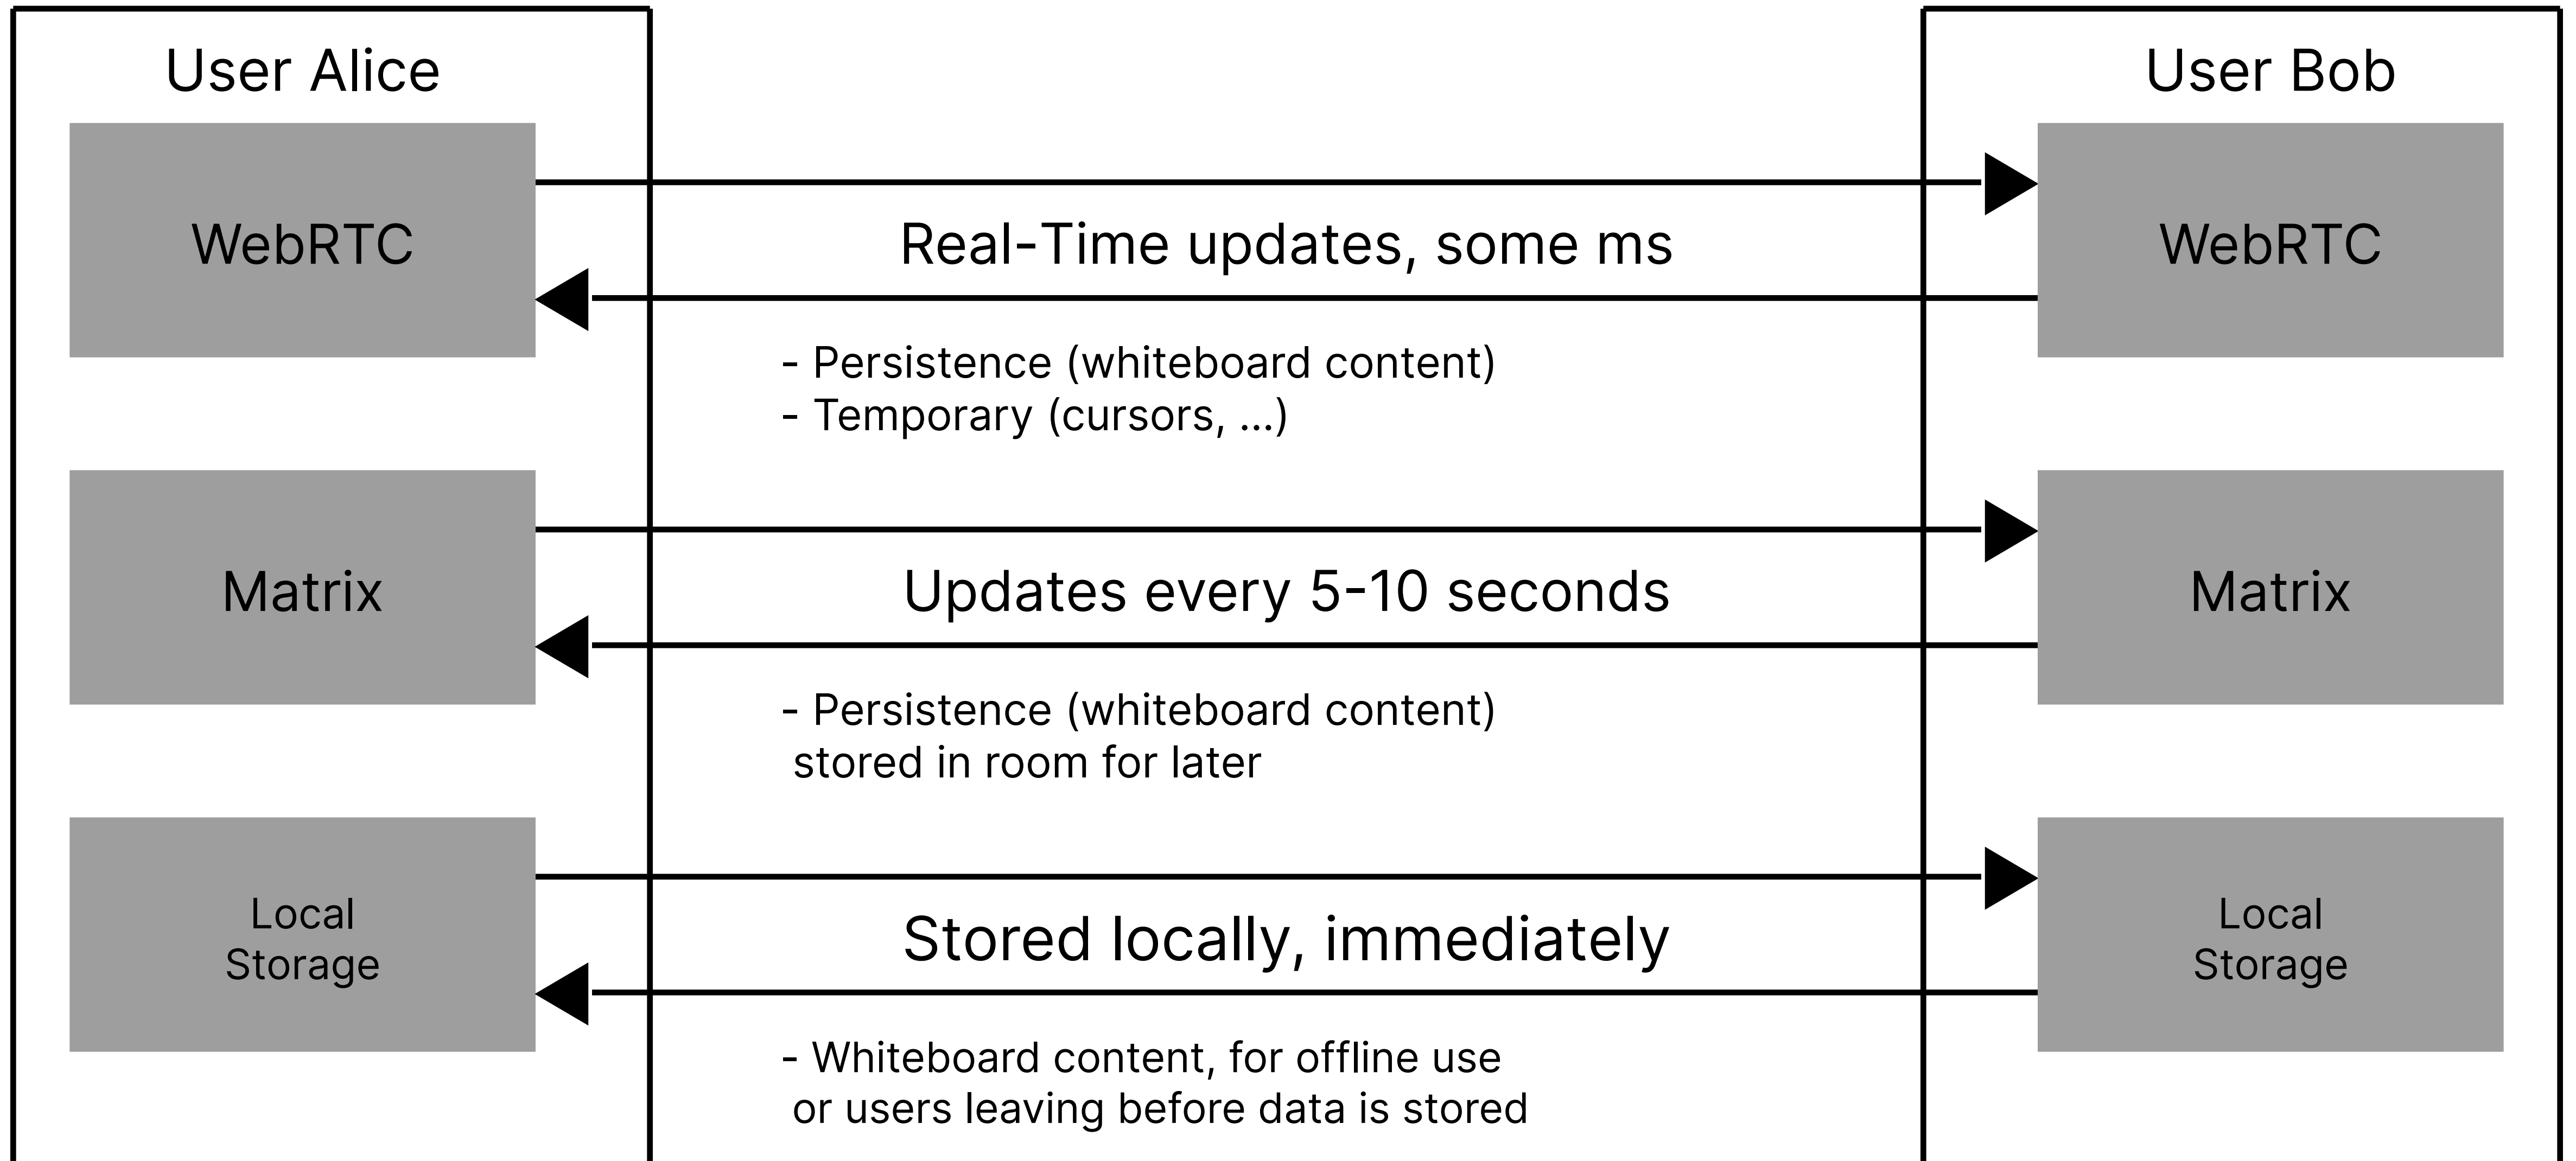 User Alice
User Bob
WebRTC
Real-Time updates, some ms
WebRTC
- Persistence (whiteboard content)
- Temporary (cursors, ...)
Matrix
Updates every 5-10 seconds
Matrix
- Persistence (whiteboard content)
stored in room for later
Local
Storage
Stored locally, immediately
Local
Storage
- Whiteboard content, for offline use
or users leaving before data is stored